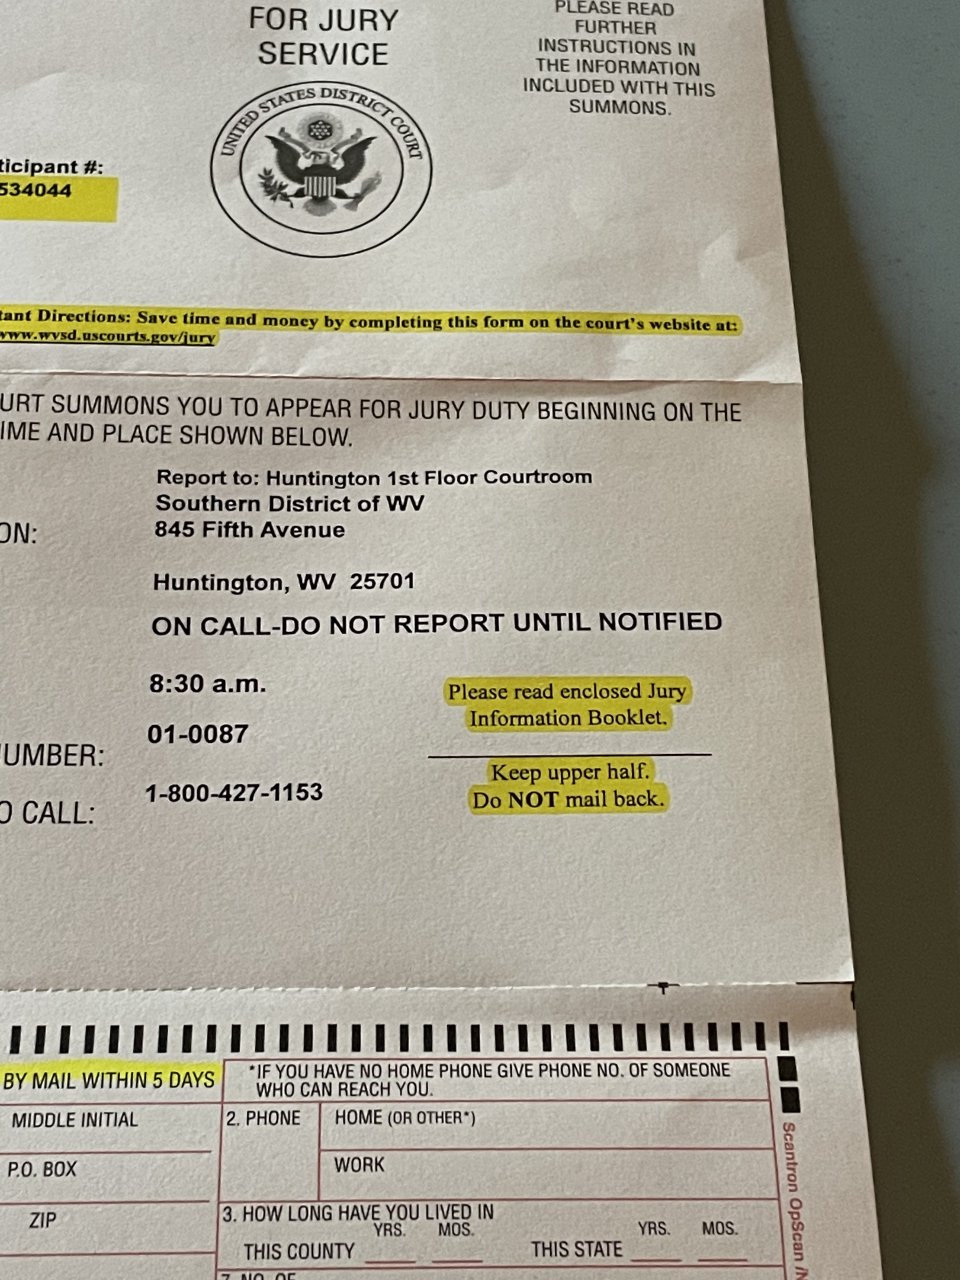 FOR JURY
SERVICE
PLEASE READ
FURTHER
INSTRUCTIONS IN
THE INFORMATION
INCLUDED WITH THIS
SUMMONS.
UNITED STATES DISTRICT COURT
ticipant #:
534044
tant Directions: Save time and money by completing this form on the court's website at:
www.wvsd.uscourts.gov/jury
URT SUMMONS YOU TO APPEAR FOR JURY DUTY BEGINNING ON THE
IME AND PLACE SHOWN BELOW.
Report to: Huntington 1st Floor Courtroom
Southern District of WV
ON: 845 Fifth Avenue
Huntington, WV 25701
ON CALL-DO NOT REPORT UNTIL NOTIFIED
8:30 a.m.
UMBER: 01-0087
O CALL: 1-800-427-1153
Please read enclosed Jury
Information Booklet.
Keep upper half.
Do NOT mail back.
BY MAIL WITHIN 5 DAYS
*IF YOU HAVE NO HOME PHONE GIVE PHONE NO. OF SOMEONE
WHO CAN REACH YOU.
MIDDLE INITIAL
2. PHONE
HOME (OR OTHER*)
P.O. BOX
WORK
ZIP
3. HOW LONG HAVE YOU LIVED IN
YRS. MOS. YRS. MOS.
THIS COUNTY THIS STATE
7. NO. OF
Scantron OpScan